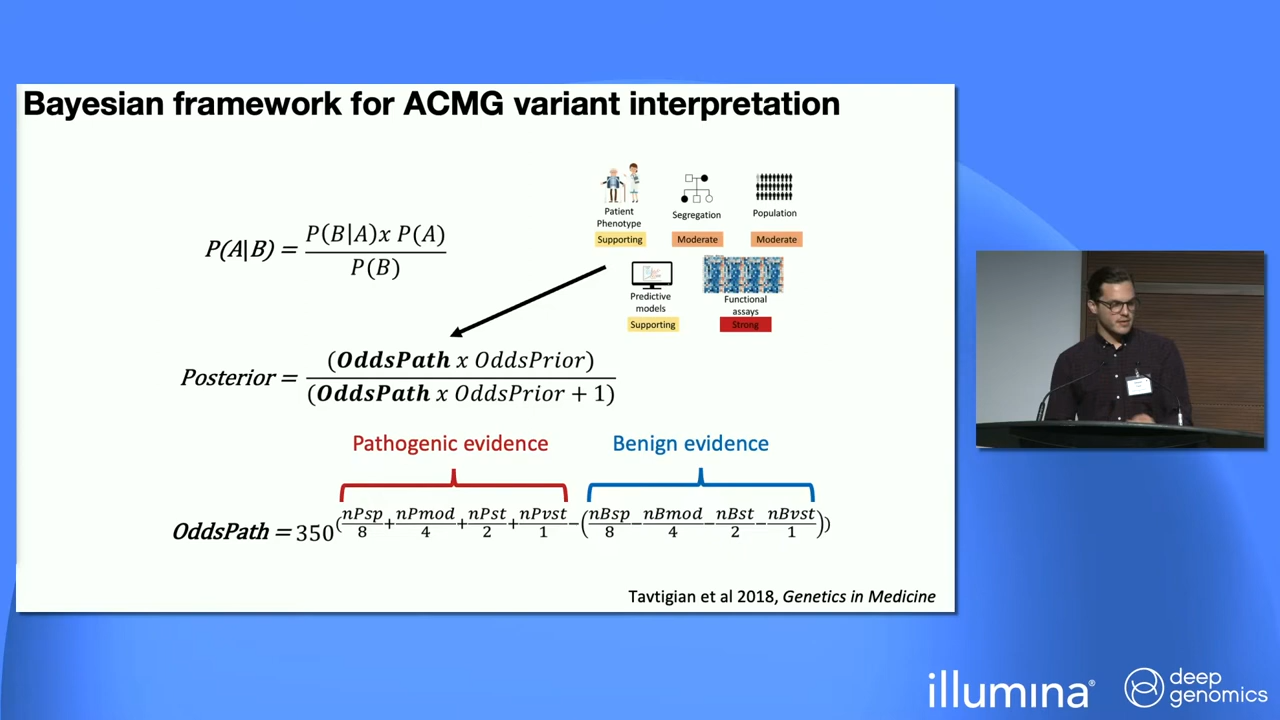 Bayesian framework for ACMG variant interpretation
Patient
Phenotype
Supporting
Segregation
Moderate
Population
Moderate
P(A|B) = P(B|A)x P(A) / P(B)
Predictive
models
Supporting
Functional
assays
Strong
Posterior = (OddsPath x OddsPrior) / (OddsPath x OddsPrior + 1)
Pathogenic evidence
Benign evidence
OddsPath = 350^(nPsp/8 + nPmod/4 + nPst/2 + nPvst/1 − (nBsp/8 − nBmod/4 − nBst/2 − nBvst/1))
Tavtigian et al 2018, Genetics in Medicine
illumina®
deep
genomics